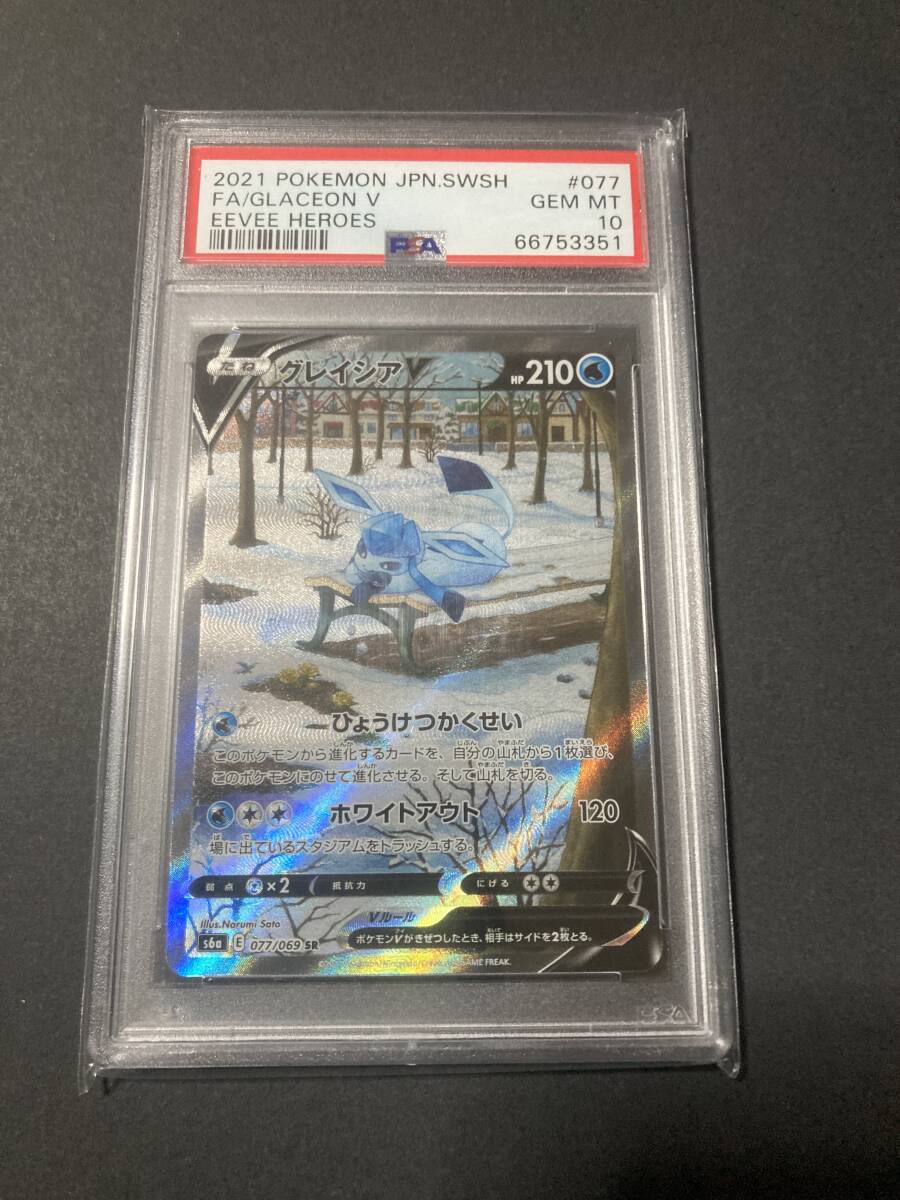 2021 POKEMON JPN.SWSH #077
FA/GLACEON V GEM MT
EEVEE HEROES 10
PSA 66753351
たね グレイシアV HP210
ひょうけつかくせい
このポケモンから進化するカードを、自分の山札から1枚選び、
このポケモンにのせて進化させる。そして山札を切る。
ホワイトアウト 120
場に出ているスタジアムをトラッシュする。
弱点 ×2 抵抗力 にげる
Illus.Narumi Sato Vルール
s6a E 077/069 SR ポケモンVがきぜつしたとき、相手はサイドを2枚とる。
GAME FREAK.